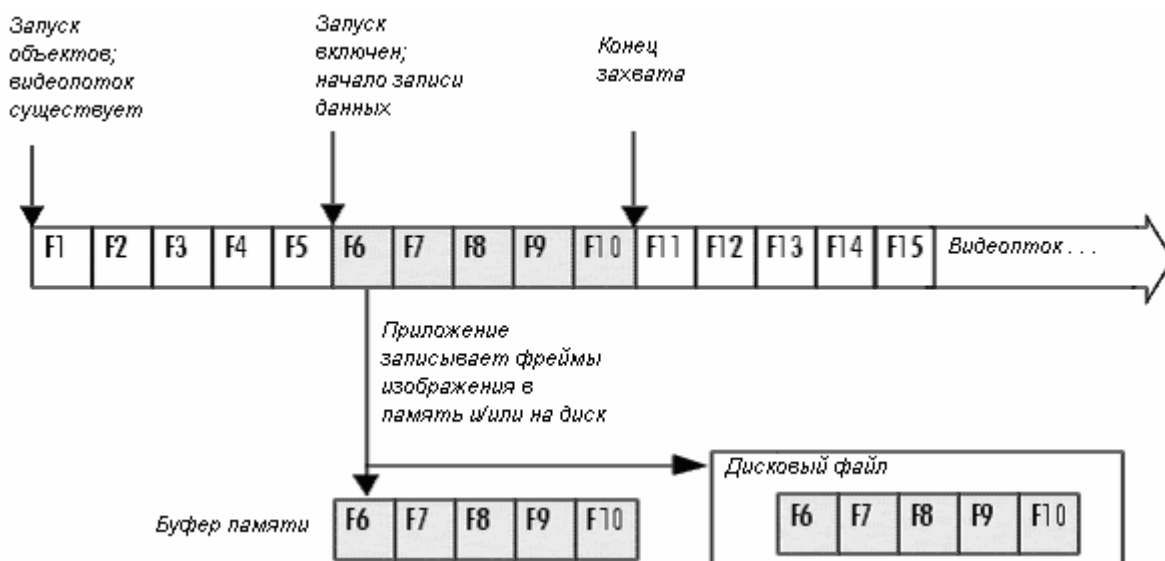 Запуск
объектов;
видеопоток
существует
Запуск
включен;
начало записи
данных
Конец
захвата
F1 F2 F3 F4 F5 F6 F7 F8 F9 F10 F11 F12 F13 F14 F15 Видеопток . . .
Приложение
записывает фреймы
изображения в
память и/или на диск
Дисковый файл
Буфер памяти F6 F7 F8 F9 F10
F6 F7 F8 F9 F10